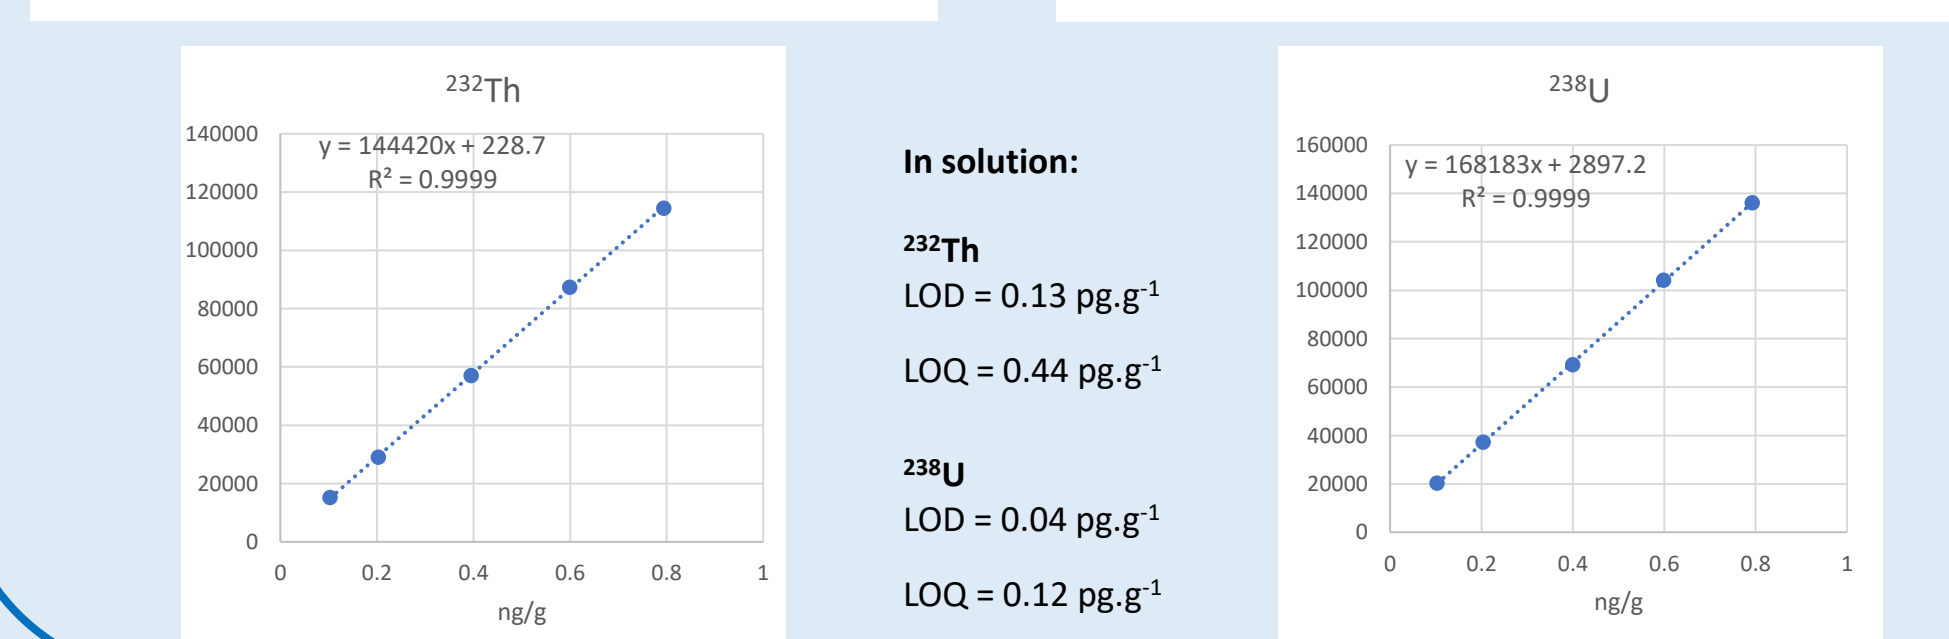 ²³²Th
y = 144420x + 228.7
R² = 0.9999
140000
120000
100000
80000
60000
40000
20000
0
0 0.2 0.4 0.6 0.8 1
ng/g
In solution:
²³²Th
LOD = 0.13 pg.g⁻¹
LOQ = 0.44 pg.g⁻¹
²³⁸U
LOD = 0.04 pg.g⁻¹
LOQ = 0.12 pg.g⁻¹
²³⁸U
y = 168183x + 2897.2
R² = 0.9999
160000
140000
120000
100000
80000
60000
40000
20000
0
0 0.2 0.4 0.6 0.8 1
ng/g